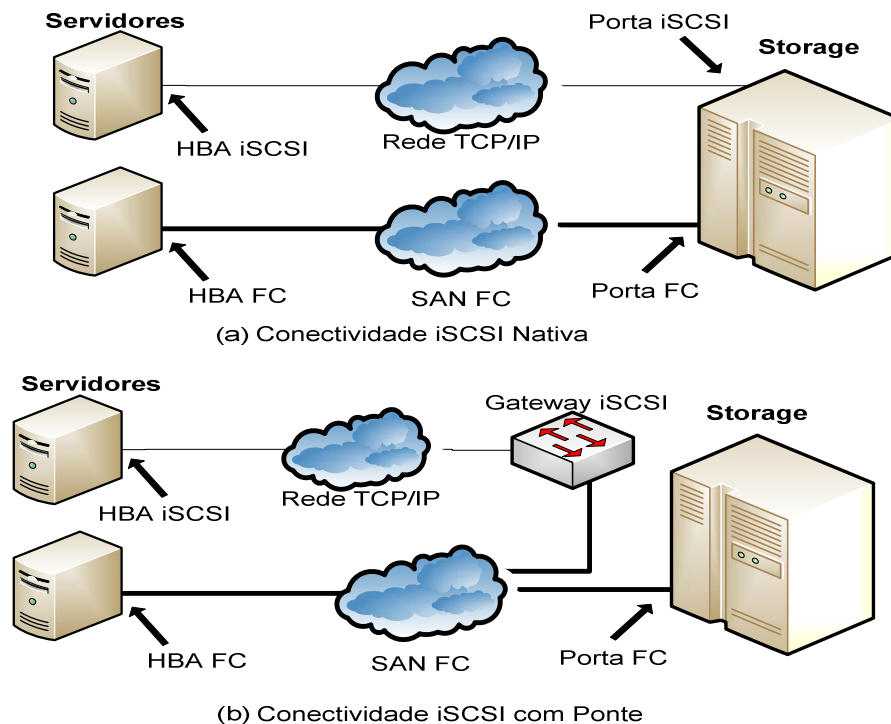 Servidores
Porta iSCSI
Storage
HBA iSCSI
Rede TCP/IP
HBA FC
SAN FC
Porta FC
(a) Conectividade iSCSI Nativa
Servidores
Gateway iSCSI
Storage
Rede TCP/IP
HBA iSCSI
HBA FC
SAN FC
Porta FC
(b) Conectividade iSCSI com Ponte